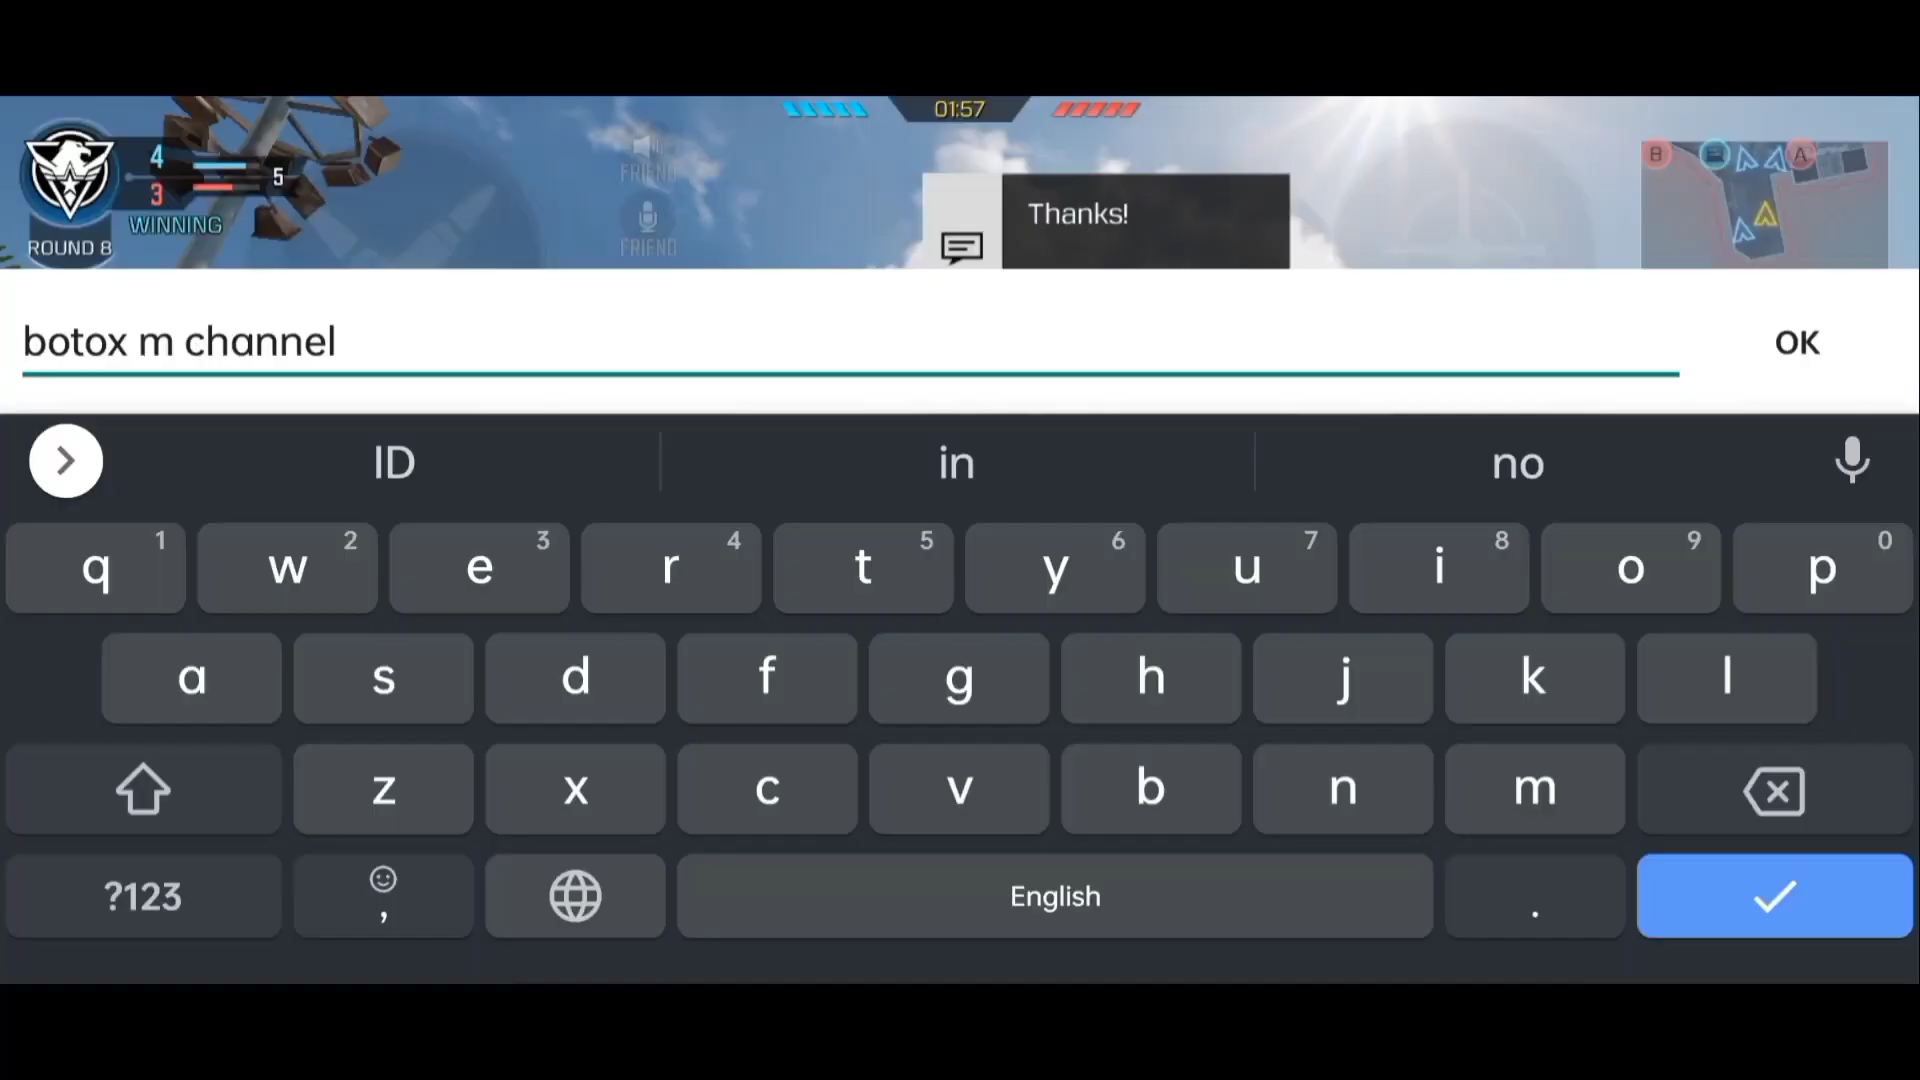 01:57
4
5
3
WINNING
ROUND 8
FRIEND
FRIEND
Thanks!
B
A
botox m channel
OK
ID in no
q 1 w 2 e 3 r 4 t 5 y 6 u 7 i 8 o 9 p 0
a s d f g h j k l
z x c v b n m
?123 , English .